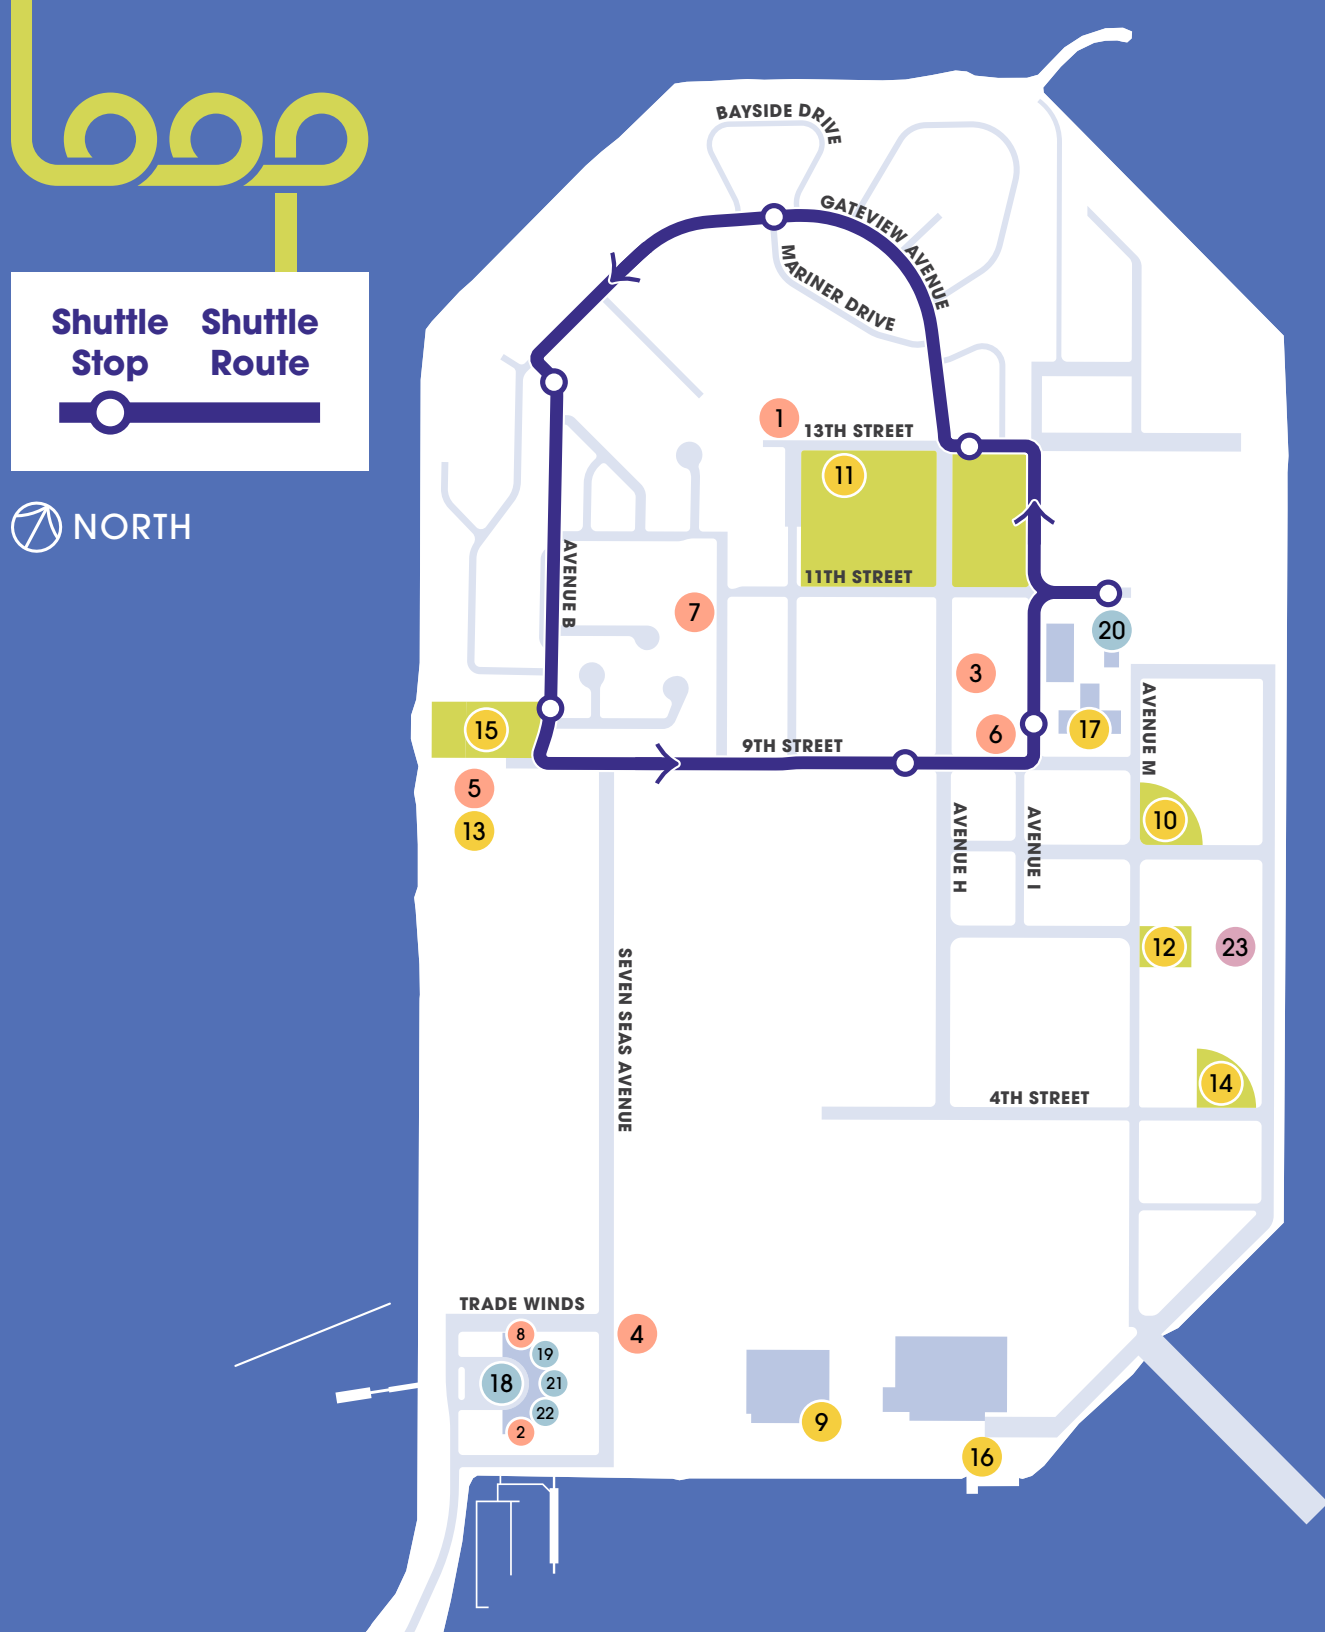 Loop
Shuttle Stop
Shuttle Route
NORTH
BAYSIDE DRIVE
GATEVIEW AVENUE
MARINER DRIVE
1
13TH STREET
11
AVENUE B
11TH STREET
7
20
3
AVENUE M
15
6
17
9TH STREET
5
13
10
AVENUE H
AVENUE I
12
23
SEVEN SEAS AVENUE
14
4TH STREET
TRADE WINDS
8
4
19
18
21
22
2
9
16